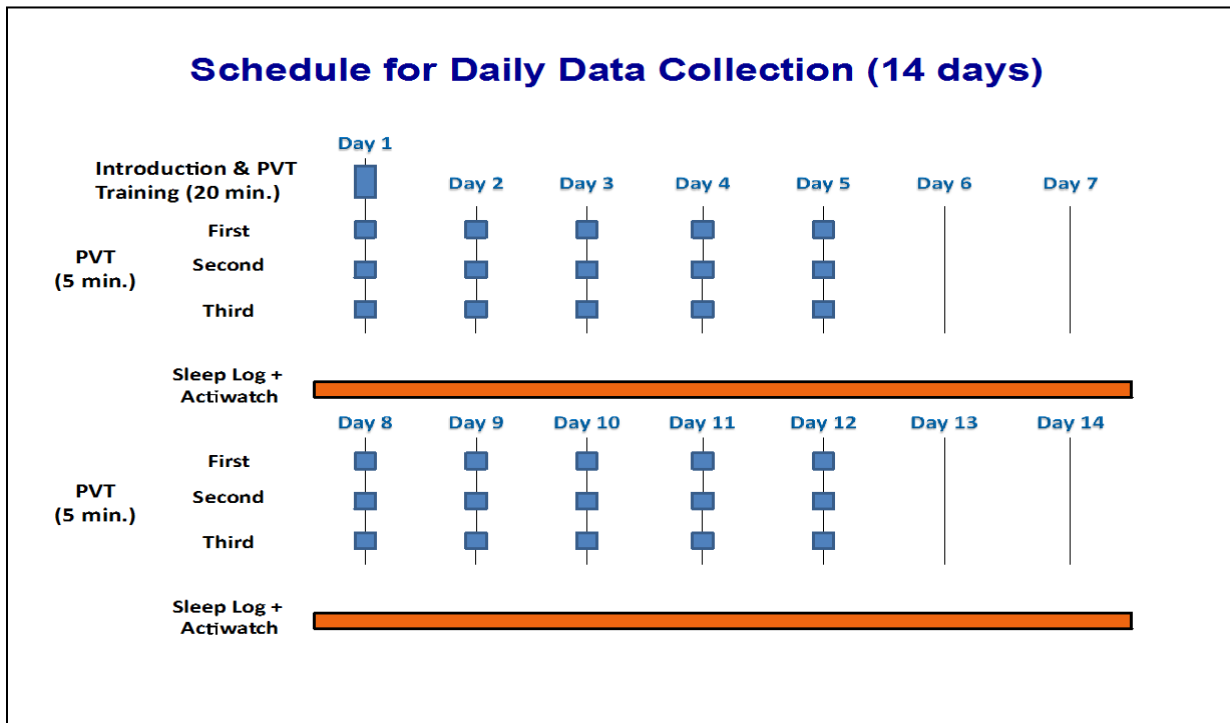 Schedule for Daily Data Collection (14 days)
Day 1
Introduction & PVT
Training (20 min.)
Day 2 Day 3 Day 4 Day 5 Day 6 Day 7
First
PVT
(5 min.)
Second
Third
Sleep Log +
Actiwatch
Day 8 Day 9 Day 10 Day 11 Day 12 Day 13 Day 14
First
PVT
(5 min.)
Second
Third
Sleep Log +
Actiwatch